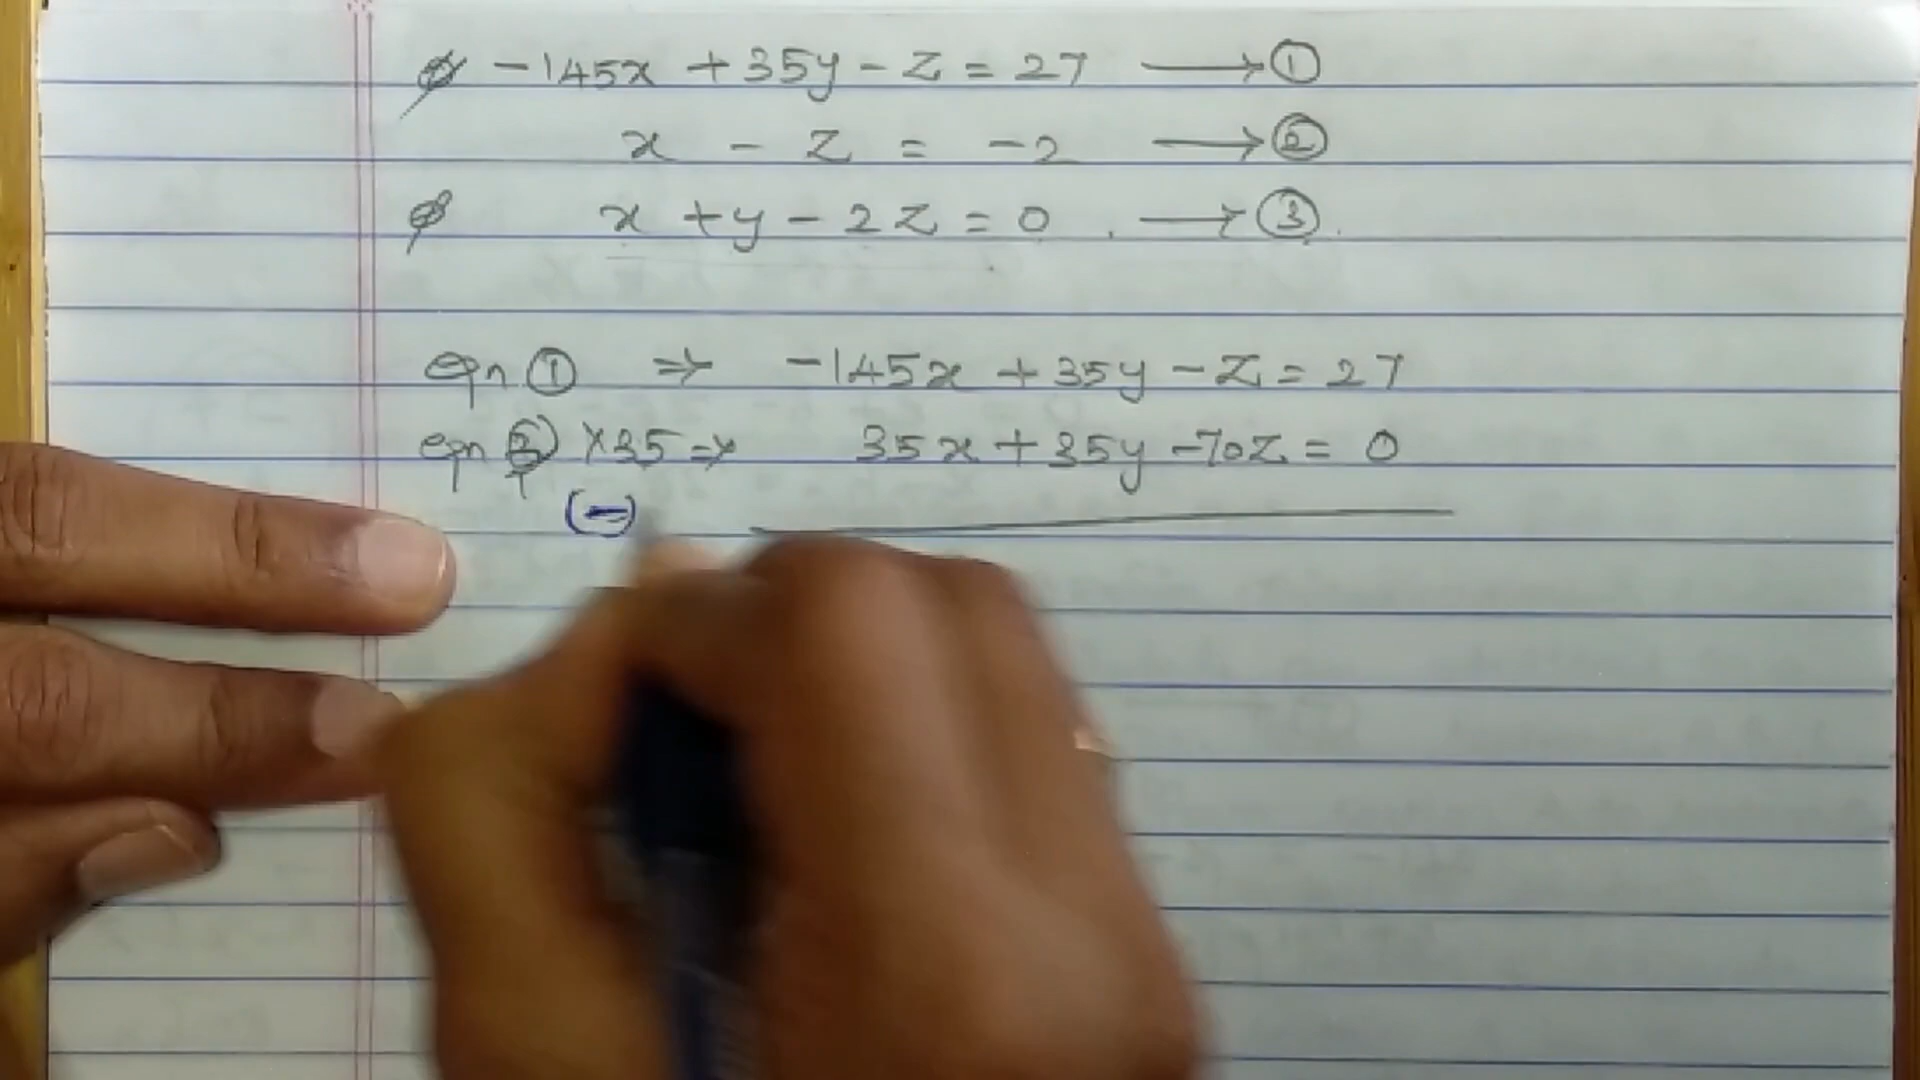 -145x + 35y - z = 27 → ①
x - z = -2 → ②
x + y - 2z = 0 . → ③.
eqn ① ⇒ -145x + 35y - z = 27
eqn ③ × 35 ⇒ 35x + 35y - 70z = 0
(-)